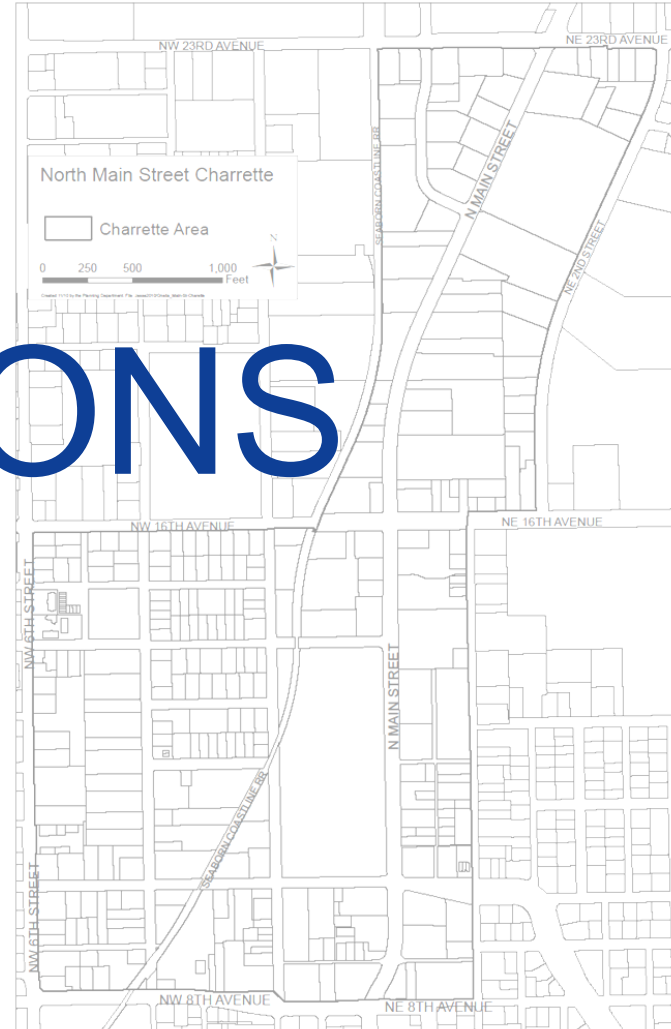 NW 23RD AVENUE
NE 23RD AVENUE
North Main Street Charrette
Charrette Area
N
0 250 500 1,000
Feet
SEABORN COASTLINE RR
N MAIN STREET
NE 2ND STREET
ONS
NW 16TH AVENUE
NE 16TH AVENUE
NW 6TH STREET
N MAIN STREET
SEABORN COASTLINE RR
NW 6TH STREET
NW 8TH AVENUE
NE 8TH AVENUE